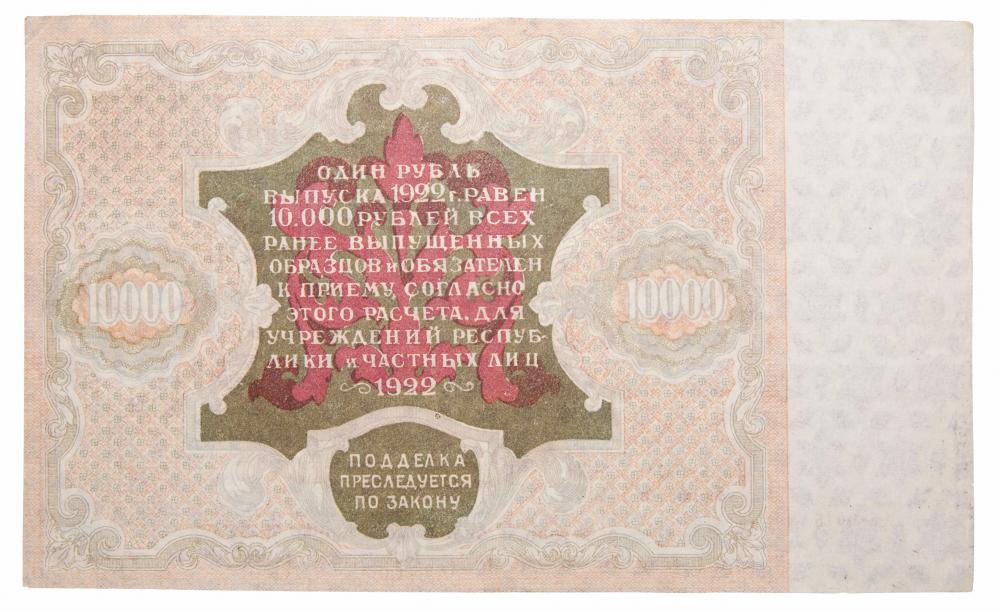 ОДИН РУБЛЬ
ВЫПУСКА 1922 г. РАВЕН
10.000 РУБЛЕЙ ВСЕХ
РАНЕЕ ВЫПУЩЕННЫХ
ОБРАЗЦОВ и ОБЯЗАТЕЛЕН
К ПРИЕМУ, СОГЛАСНО
10000 ЭТОГО РАСЧЕТА, ДЛЯ 10000
УЧРЕЖДЕНИЙ РЕСПУБ-
ЛИКИ и ЧАСТНЫХ ЛИЦ
1922
ПОДДЕЛКА
ПРЕСЛЕДУЕТСЯ
ПО ЗАКОНУ